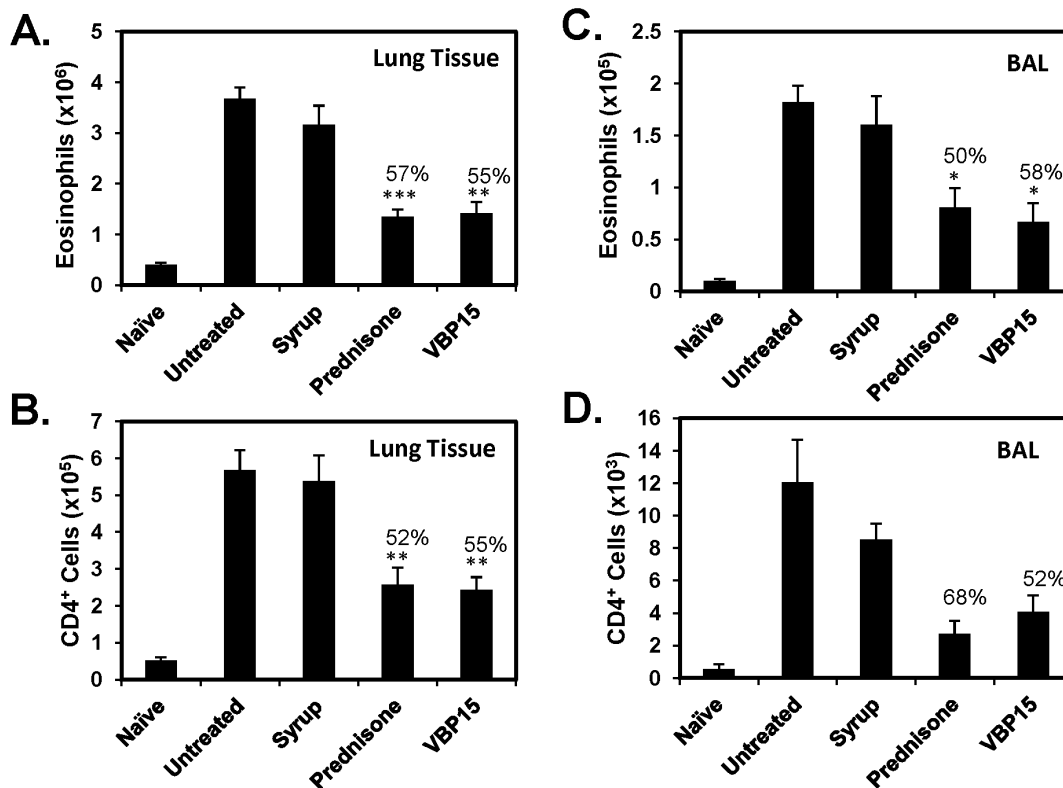 A.
Lung Tissue
Eosinophils (x10⁶)
6
5
4
3
2
1
0
57%
***
55%
**
Naïve
Untreated
Syrup
Prednisone
VBP15
C.
BAL
Eosinophils (x10⁵)
2.5
2
1.5
1
0.5
0
50%
*
58%
*
Naïve
Untreated
Syrup
Prednisone
VBP15
B.
Lung Tissue
CD4⁺ Cells (x10⁵)
7
6
5
4
3
2
1
0
52%
**
55%
**
Naïve
Untreated
Syrup
Prednisone
VBP15
D.
BAL
CD4⁺ Cells (x10³)
16
14
12
10
8
6
4
2
0
68%
52%
Naïve
Untreated
Syrup
Prednisone
VBP15